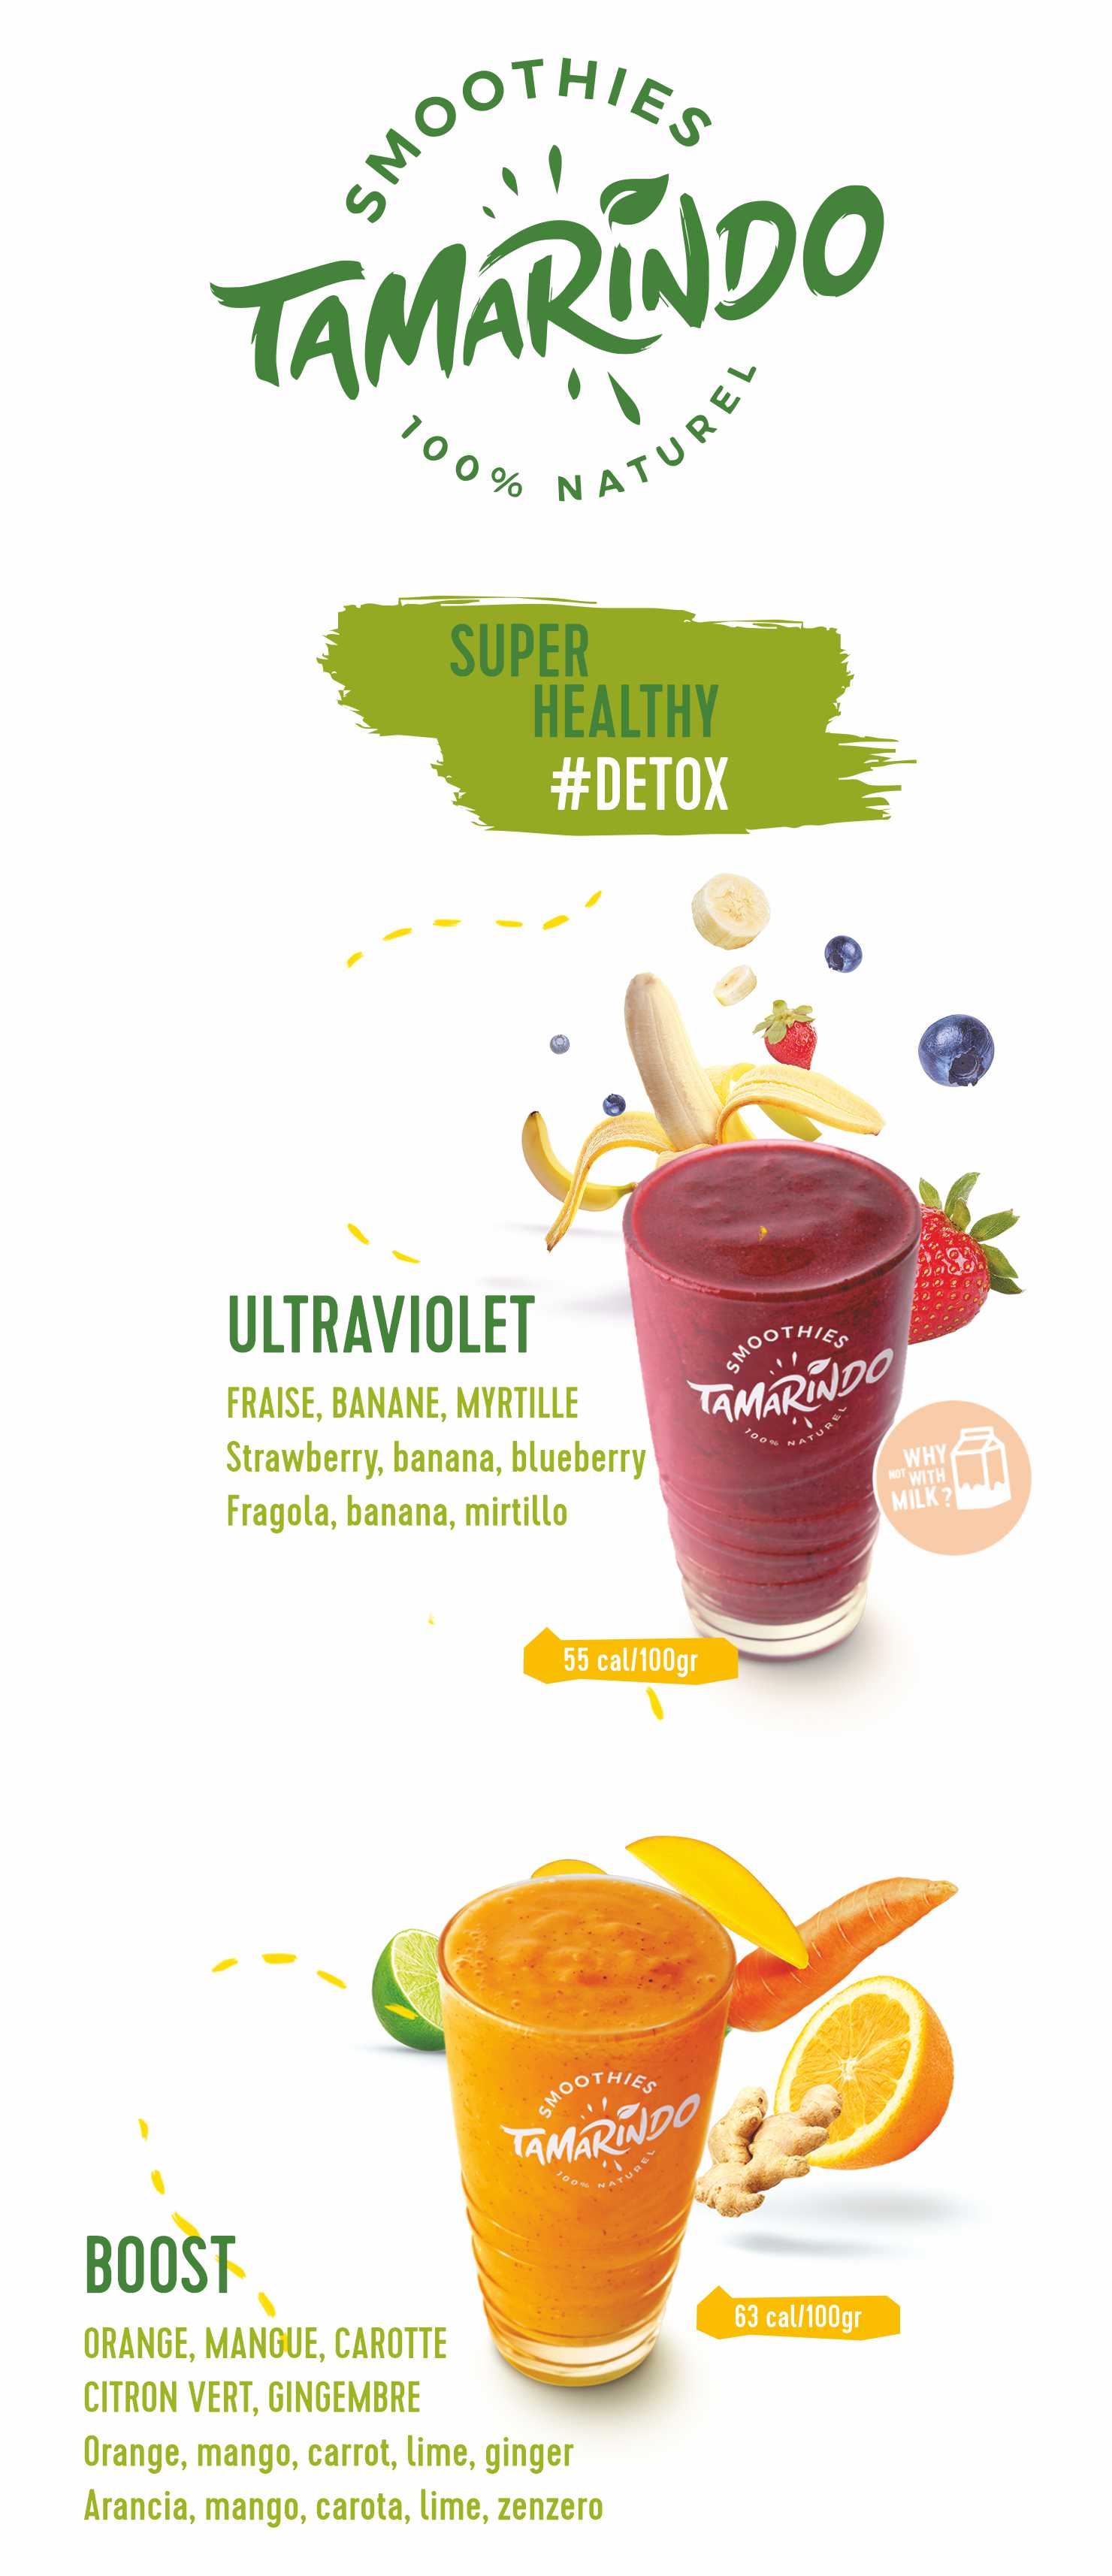 SMOOTHIES
TAMARINDO
100% NATUREL
SUPER
HEALTHY
#DETOX
SMOOTHIES
TAMARINDO
100% NATUREL
ULTRAVIOLET
FRAISE, BANANE, MYRTILLE
Strawberry, banana, blueberry
Fragola, banana, mirtillo
WHY
NOT WITH
MILK ?
55 cal/100gr
SMOOTHIES
TAMARINDO
100% NATUREL
BOOST
63 cal/100gr
ORANGE, MANGUE, CAROTTE
CITRON VERT, GINGEMBRE
Orange, mango, carrot, lime, ginger
Arancia, mango, carota, lime, zenzero